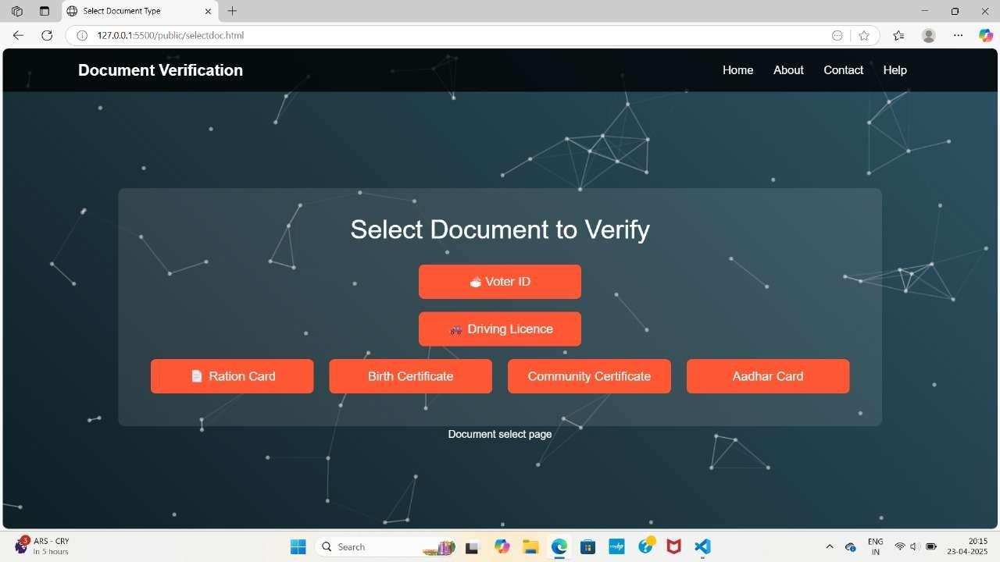 Select Document Type
127.0.0.1:5500/public/selectdoc.html
Document Verification
Home About Contact Help
Select Document to Verify
Voter ID
Driving Licence
Ration Card Birth Certificate Community Certificate Aadhar Card
Document select page
3
ARS - CRY
In 5 hours
Search
myhp
ENG
IN
20:15
23-04-2025